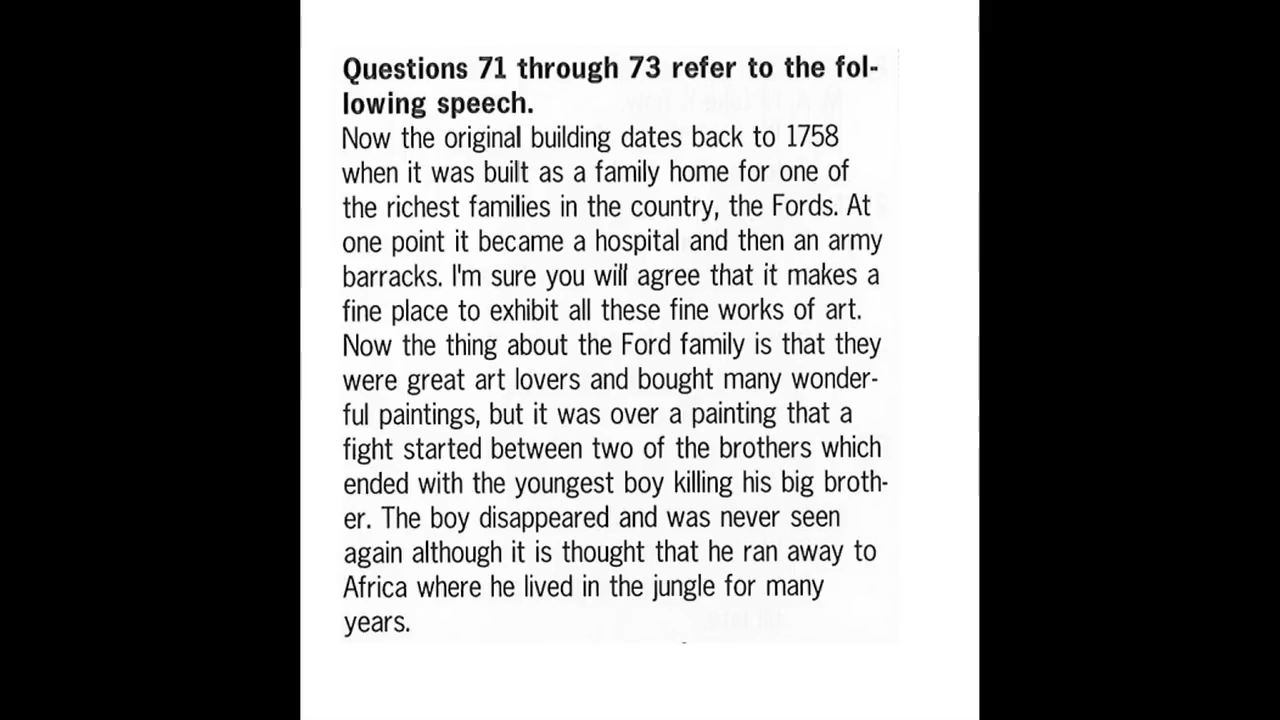 Questions 71 through 73 refer to the fol-
lowing speech.
Now the original building dates back to 1758
when it was built as a family home for one of
the richest families in the country, the Fords. At
one point it became a hospital and then an army
barracks. I'm sure you will agree that it makes a
fine place to exhibit all these fine works of art.
Now the thing about the Ford family is that they
were great art lovers and bought many wonder-
ful paintings, but it was over a painting that a
fight started between two of the brothers which
ended with the youngest boy killing his big broth-
er. The boy disappeared and was never seen
again although it is thought that he ran away to
Africa where he lived in the jungle for many
years.